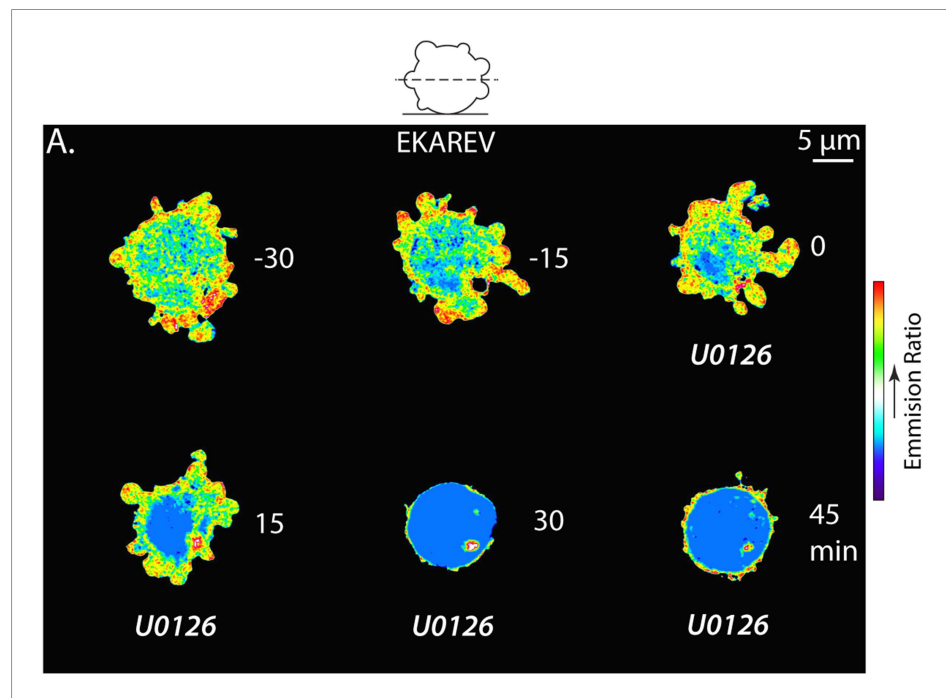 A.
EKAREV
5 µm
-30
-15
0
U0126
Emmision Ratio
15
30
45
min
U0126
U0126
U0126